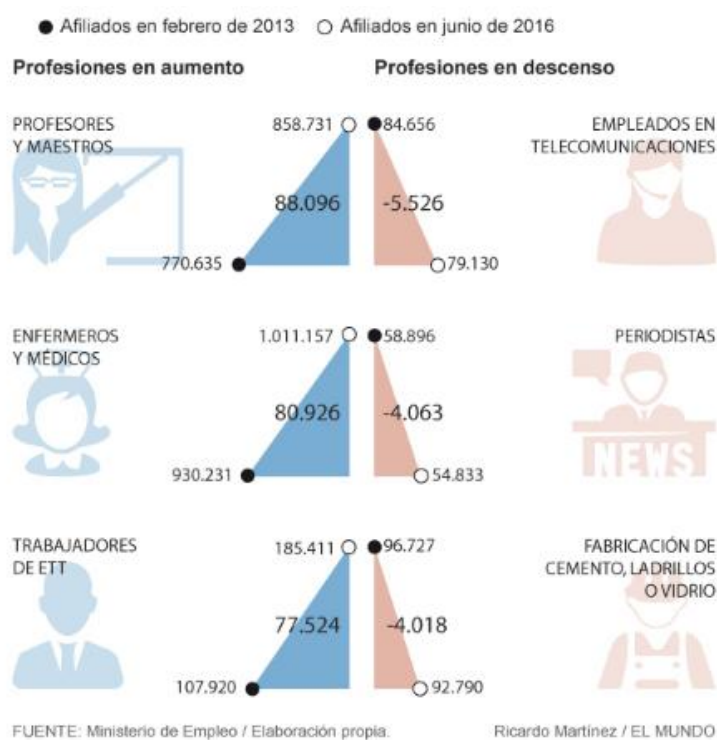 ● Afiliados en febrero de 2013 ○ Afiliados en junio de 2016
Profesiones en aumento
Profesiones en descenso
PROFESORES
Y MAESTROS
858.731
88.096
770.635
84.656
-5.526
79.130
EMPLEADOS EN
TELECOMUNICACIONES
ENFERMEROS
Y MÉDICOS
1.011.157
80.926
930.231
58.896
-4.063
54.833
PERIODISTAS
NEWS
TRABAJADORES
DE ETT
185.411
77.524
107.920
96.727
-4.018
92.790
FABRICACIÓN DE
CEMENTO, LADRILLOS
O VIDRIO
FUENTE: Ministerio de Empleo / Elaboración propia.
Ricardo Martínez / EL MUNDO